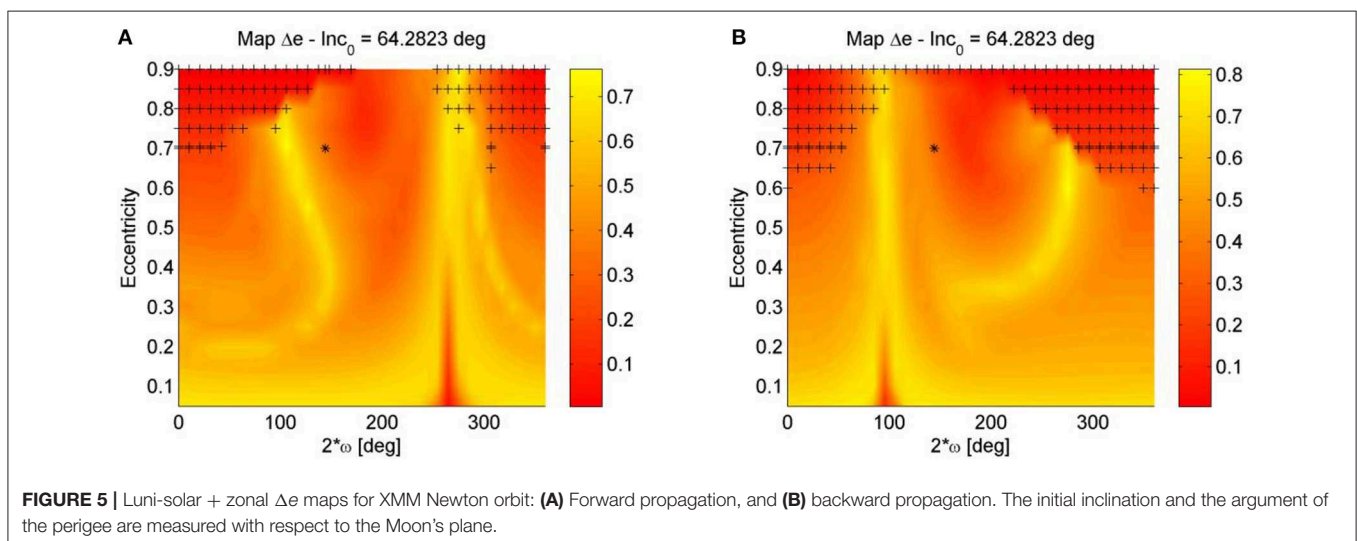 A
Map Δe - Inc₀ = 64.2823 deg
0.9
0.8
0.7
0.6
0.5
0.4
0.3
0.2
0.1
Eccentricity
0 100 200 300
2*ω [deg]
0.7
0.6
0.5
0.4
0.3
0.2
0.1
B
Map Δe - Inc₀ = 64.2823 deg
0.9
0.8
0.7
0.6
0.5
0.4
0.3
0.2
0.1
Eccentricity
0 100 200 300
2*ω [deg]
0.8
0.7
0.6
0.5
0.4
0.3
0.2
0.1
FIGURE 5 | Luni-solar + zonal Δe maps for XMM Newton orbit: (A) Forward propagation, and (B) backward propagation. The initial inclination and the argument of
the perigee are measured with respect to the Moon's plane.